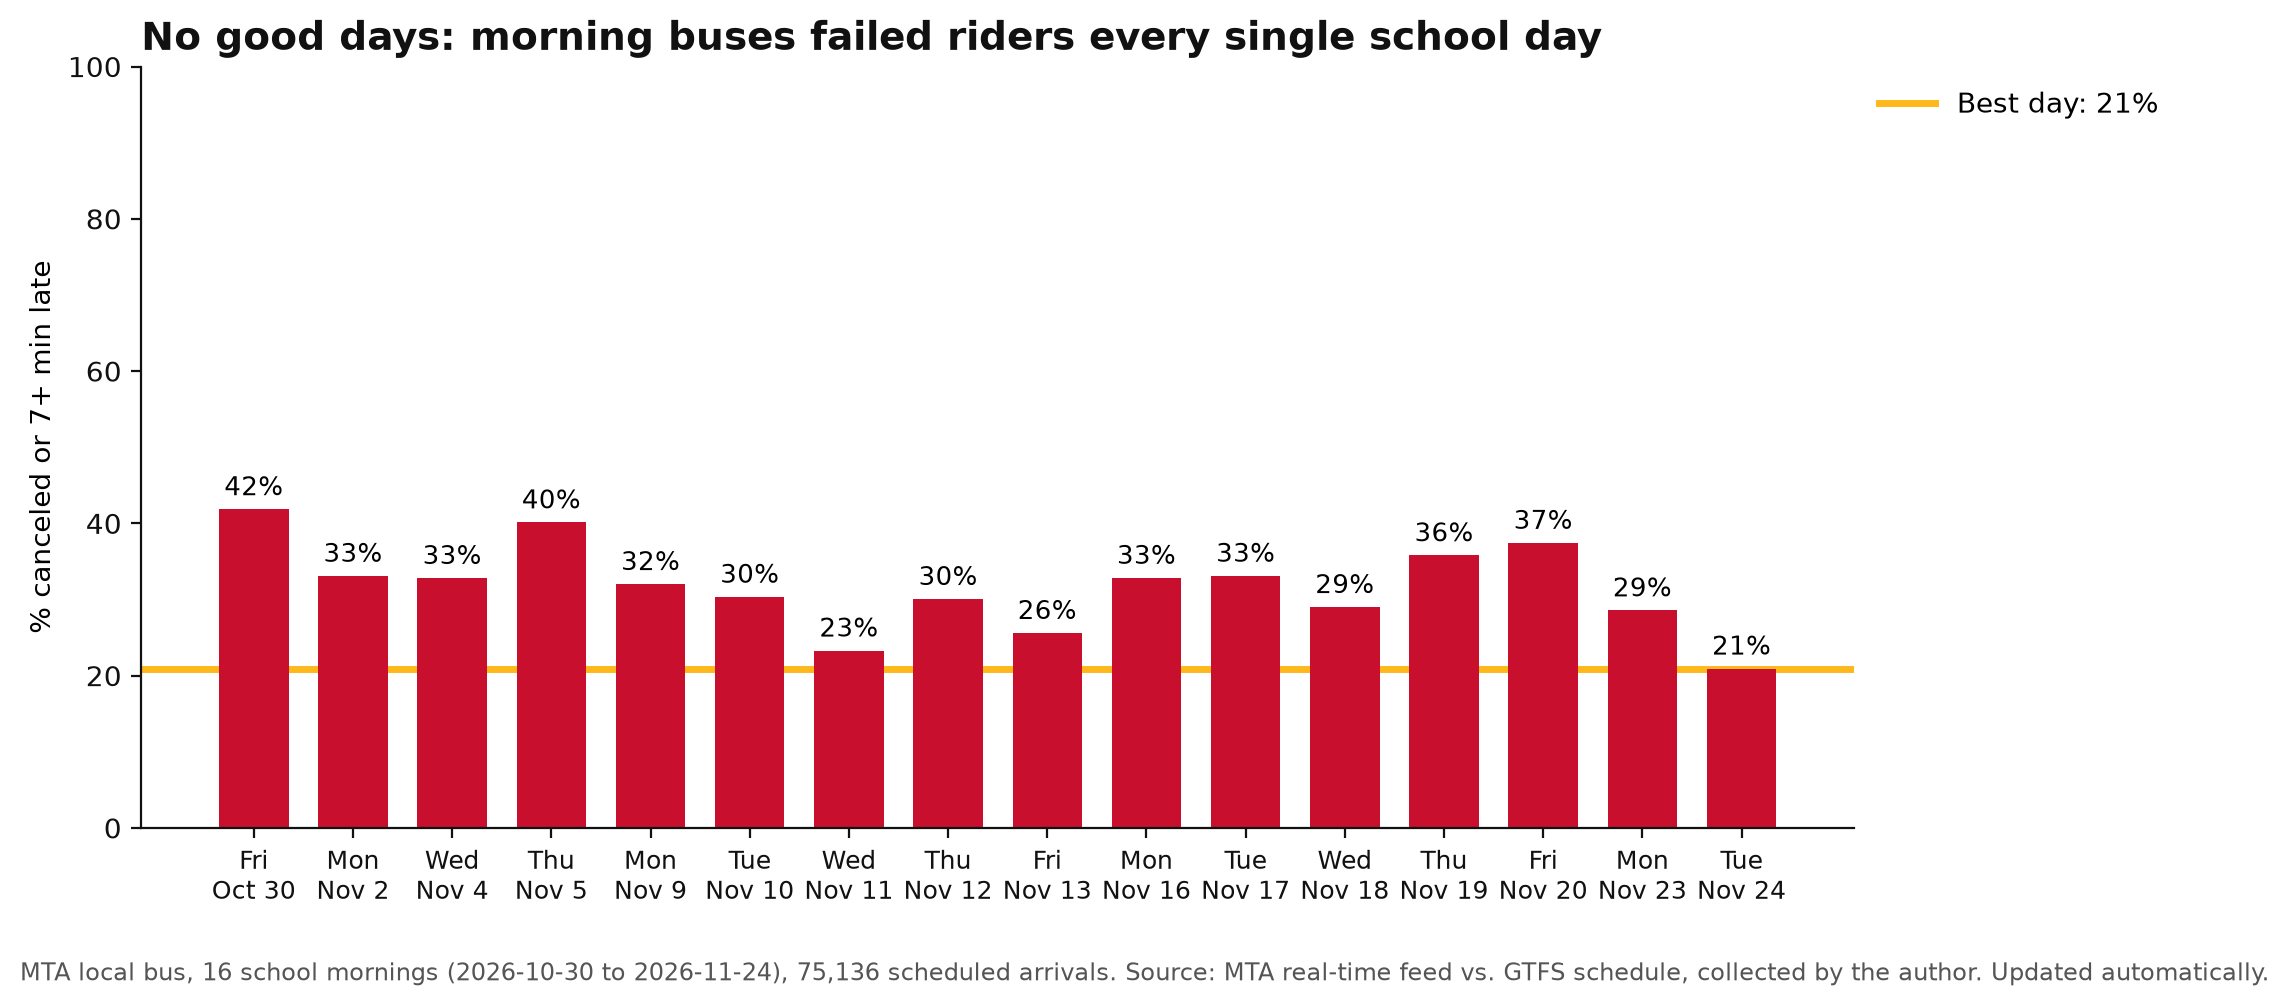 No good days: morning buses failed riders every single school day
Best day: 21%
% canceled or 7+ min late
100
80
60
40
20
0
42%
33%
33%
40%
32%
30%
23%
30%
26%
33%
33%
29%
36%
37%
29%
21%
Fri
Oct 30
Mon
Nov 2
Wed
Nov 4
Thu
Nov 5
Mon
Nov 9
Tue
Nov 10
Wed
Nov 11
Thu
Nov 12
Fri
Nov 13
Mon
Nov 16
Tue
Nov 17
Wed
Nov 18
Thu
Nov 19
Fri
Nov 20
Mon
Nov 23
Tue
Nov 24
MTA local bus, 16 school mornings (2026-10-30 to 2026-11-24), 75,136 scheduled arrivals. Source: MTA real-time feed vs. GTFS schedule, collected by the author. Updated automatically.